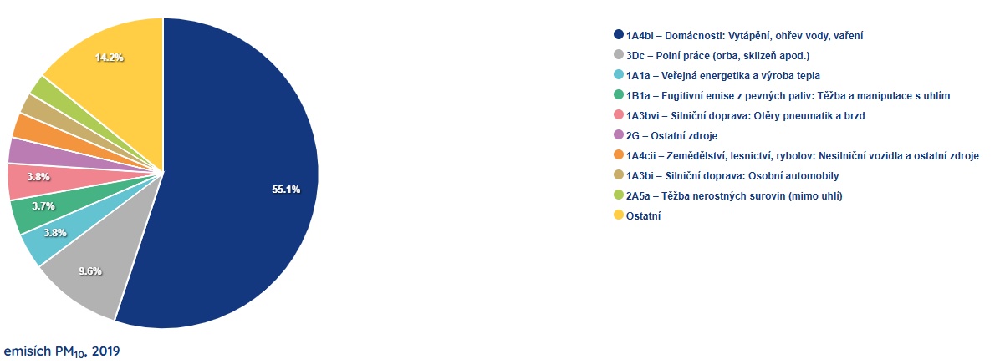 14.2%
55.1%
3.8%
3.7%
3.8%
9.6%
1A4bi – Domácnosti: Vytápění, ohřev vody, vaření
3Dc – Polní práce (orba, sklizeň apod.)
1A1a – Veřejná energetika a výroba tepla
1B1a – Fugitivní emise z pevných paliv: Těžba a manipulace s uhlím
1A3bvi – Silniční doprava: Otěry pneumatik a brzd
2G – Ostatní zdroje
1A4cii – Zemědělství, lesnictví, rybolov: Nesilniční vozidla a ostatní zdroje
1A3bi – Silniční doprava: Osobní automobily
2A5a – Těžba nerostných surovin (mimo uhlí)
Ostatní
emisích PM₁₀, 2019